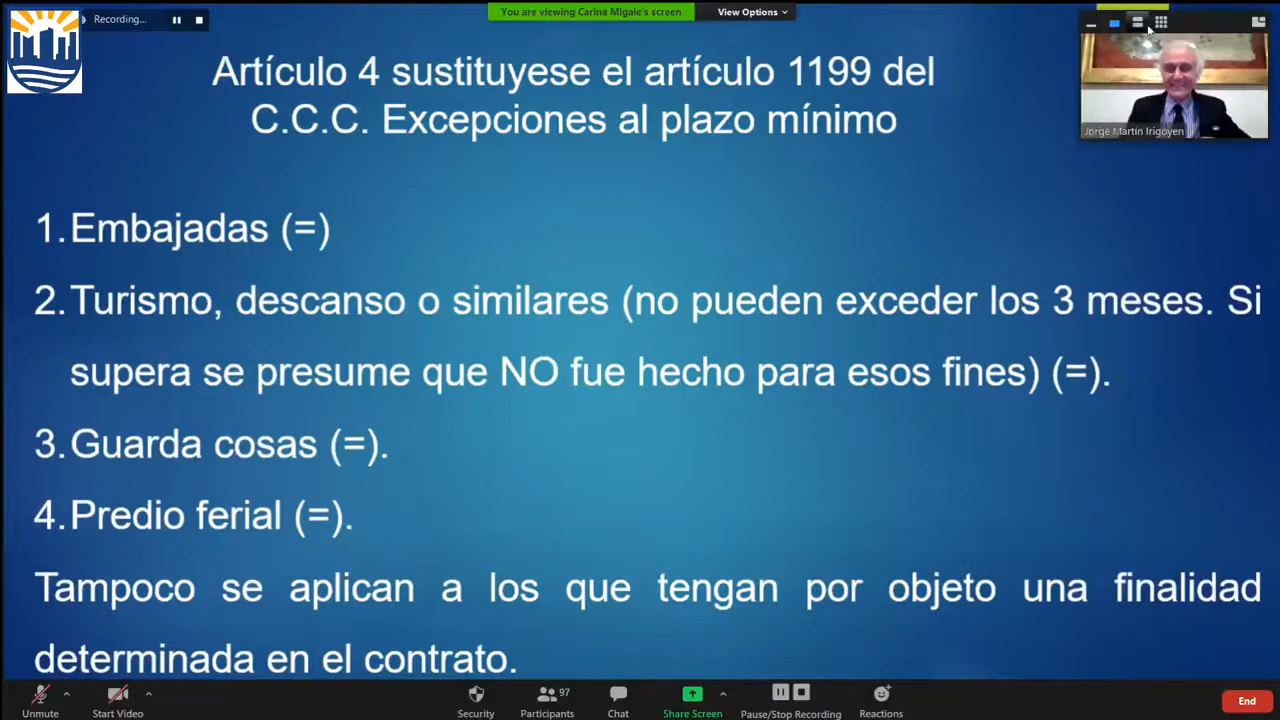 Recording...
You are viewing Carina Migale's screen
View Options
Artículo 4 sustituyese el artículo 1199 del
C.C.C. Excepciones al plazo mínimo
Jorge Martín Irigoyen
1. Embajadas (=)
2. Turismo, descanso o similares (no pueden exceder los 3 meses. Si
supera se presume que NO fue hecho para esos fines) (=).
3. Guarda cosas (=).
4. Predio ferial (=).
Tampoco se aplican a los que tengan por objeto una finalidad
determinada en el contrato.
Unmute
Start Video
Security
Participants 97
Chat
Share Screen
Pause/Stop Recording
Reactions
End